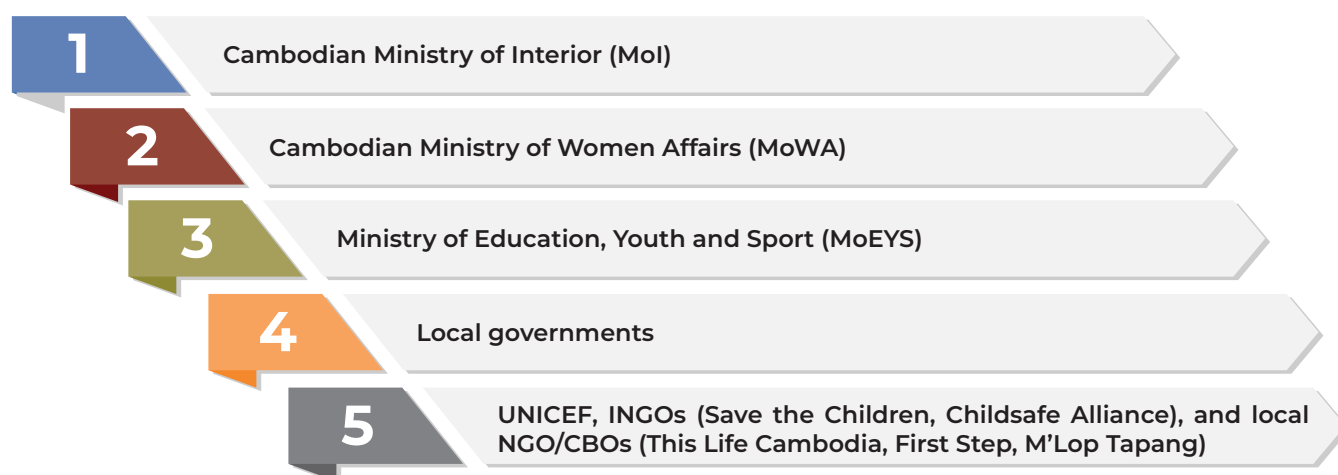 1
Cambodian Ministry of Interior (MoI)
2
Cambodian Ministry of Women Affairs (MoWA)
3
Ministry of Education, Youth and Sport (MoEYS)
4
Local governments
5
UNICEF, INGOs (Save the Children, Childsafe Alliance), and local
NGO/CBOs (This Life Cambodia, First Step, M’Lop Tapang)